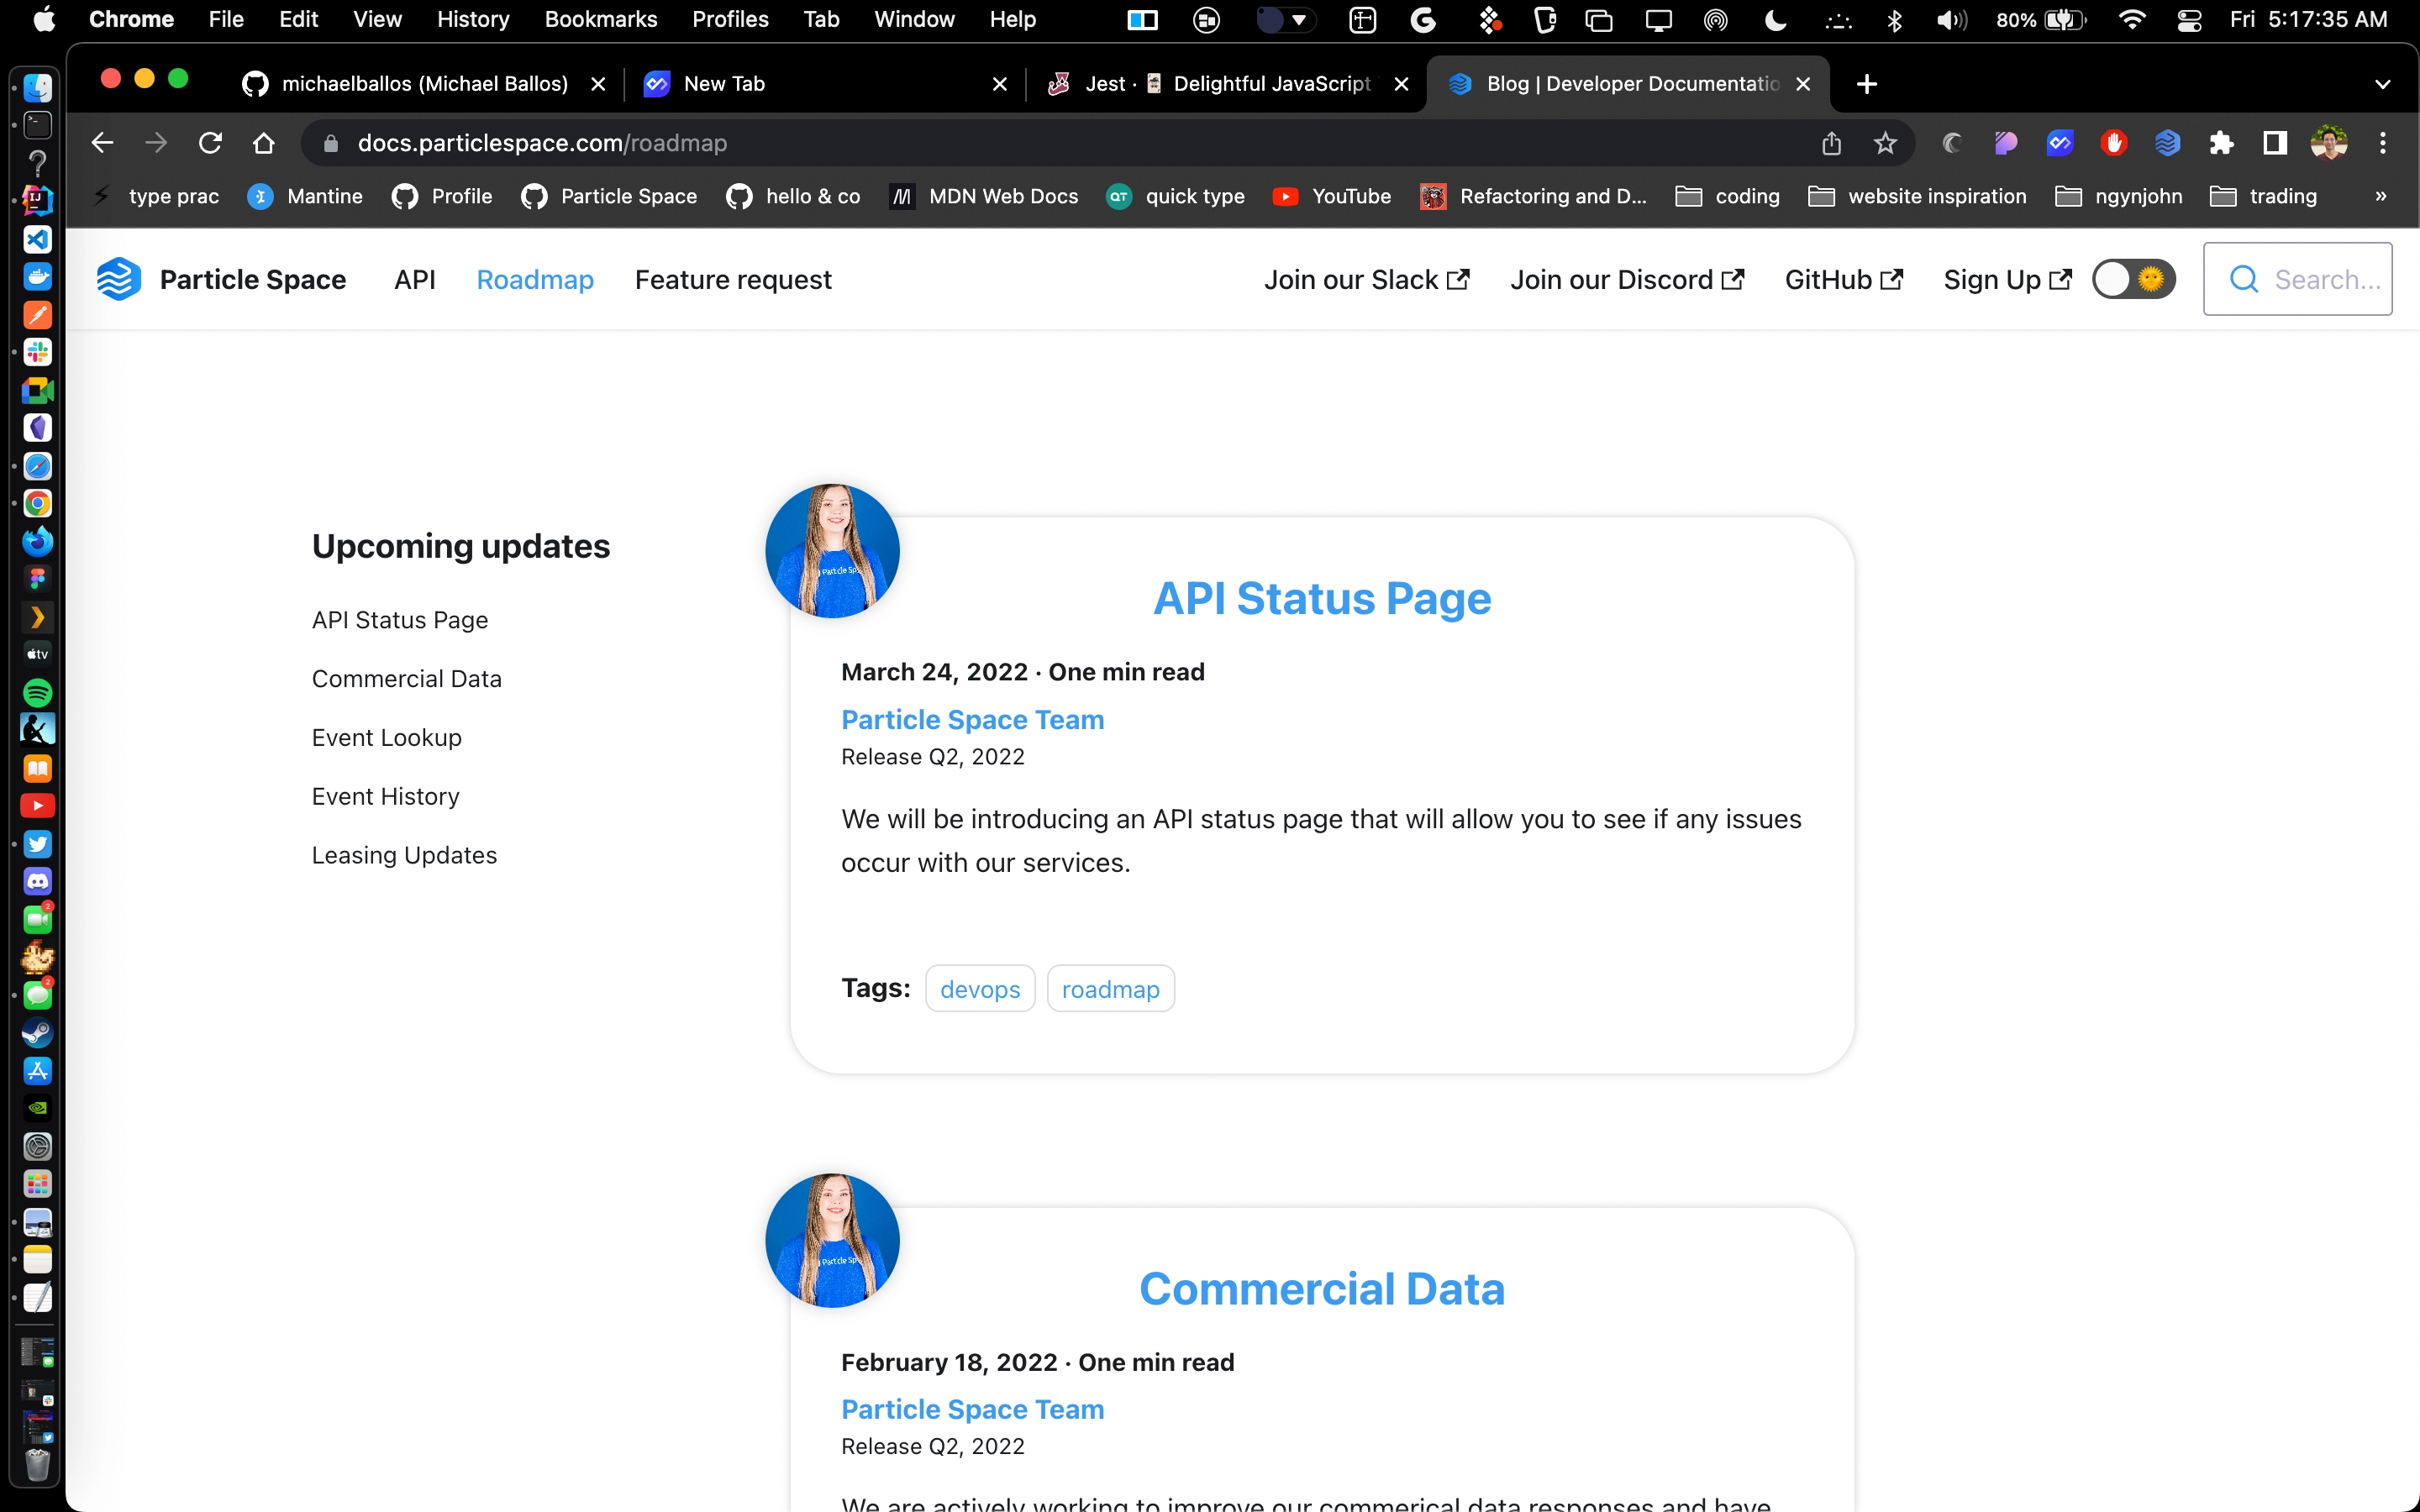 Chrome File Edit View History Bookmarks Profiles Tab Window Help 80% Fri 5:17:35 AM
michaelballos (Michael Ballos) New Tab Jest · Delightful JavaScript Blog | Developer Documentatio
docs.particlespace.com/roadmap
type prac Mantine Profile Particle Space hello & co MDN Web Docs QT quick type YouTube Refactoring and D... coding website inspiration ngynjohn trading »
Particle Space API Roadmap Feature request Join our Slack Join our Discord GitHub Sign Up Search...
Upcoming updates
API Status Page
Commercial Data
Event Lookup
Event History
Leasing Updates
API Status Page
March 24, 2022 · One min read
Particle Space Team
Release Q2, 2022
We will be introducing an API status page that will allow you to see if any issues
occur with our services.
Tags: devops roadmap
Commercial Data
February 18, 2022 · One min read
Particle Space Team
Release Q2, 2022
We are actively working to improve our commerical data responses and have